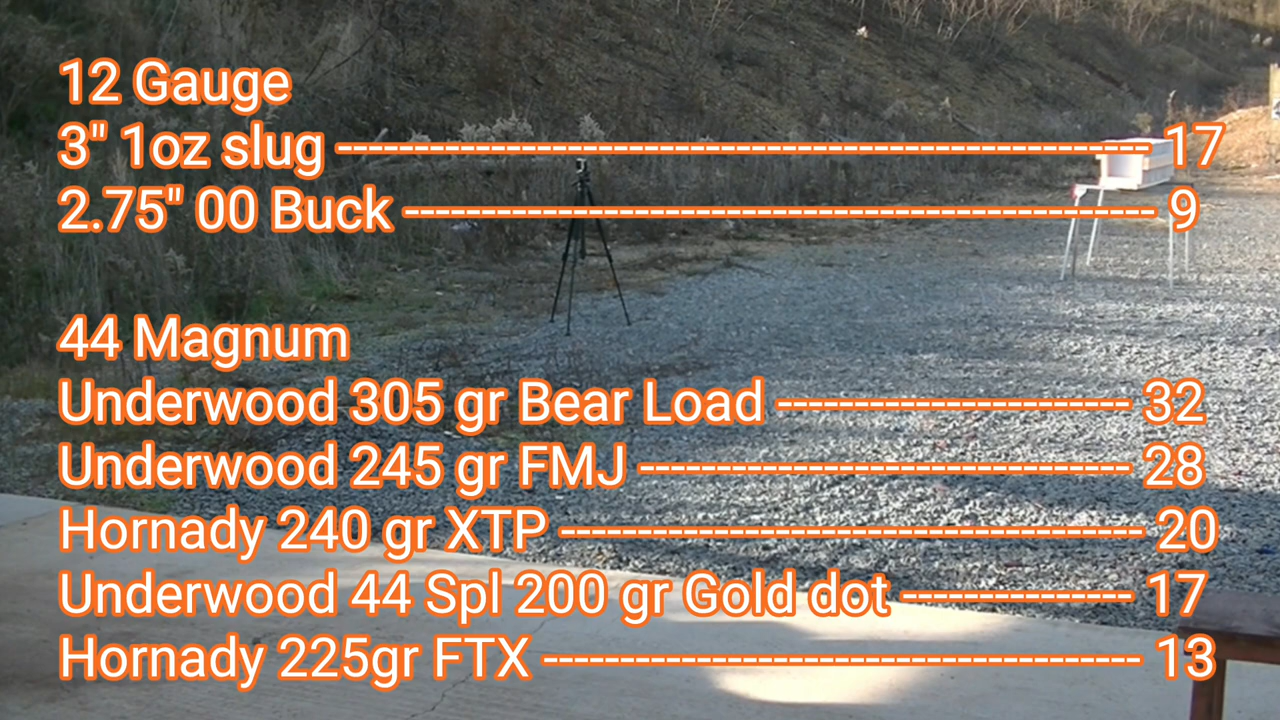 12 Gauge
3" 1oz slug ---------------------------------------------------- 17
2.75" 00 Buck ------------------------------------------------ 9
44 Magnum
Underwood 305 gr Bear Load ----------------------- 32
Underwood 245 gr FMJ -------------------------------- 28
Hornady 240 gr XTP -------------------------------------- 20
Underwood 44 Spl 200 gr Gold dot --------------- 17
Hornady 225gr FTX --------------------------------------- 13